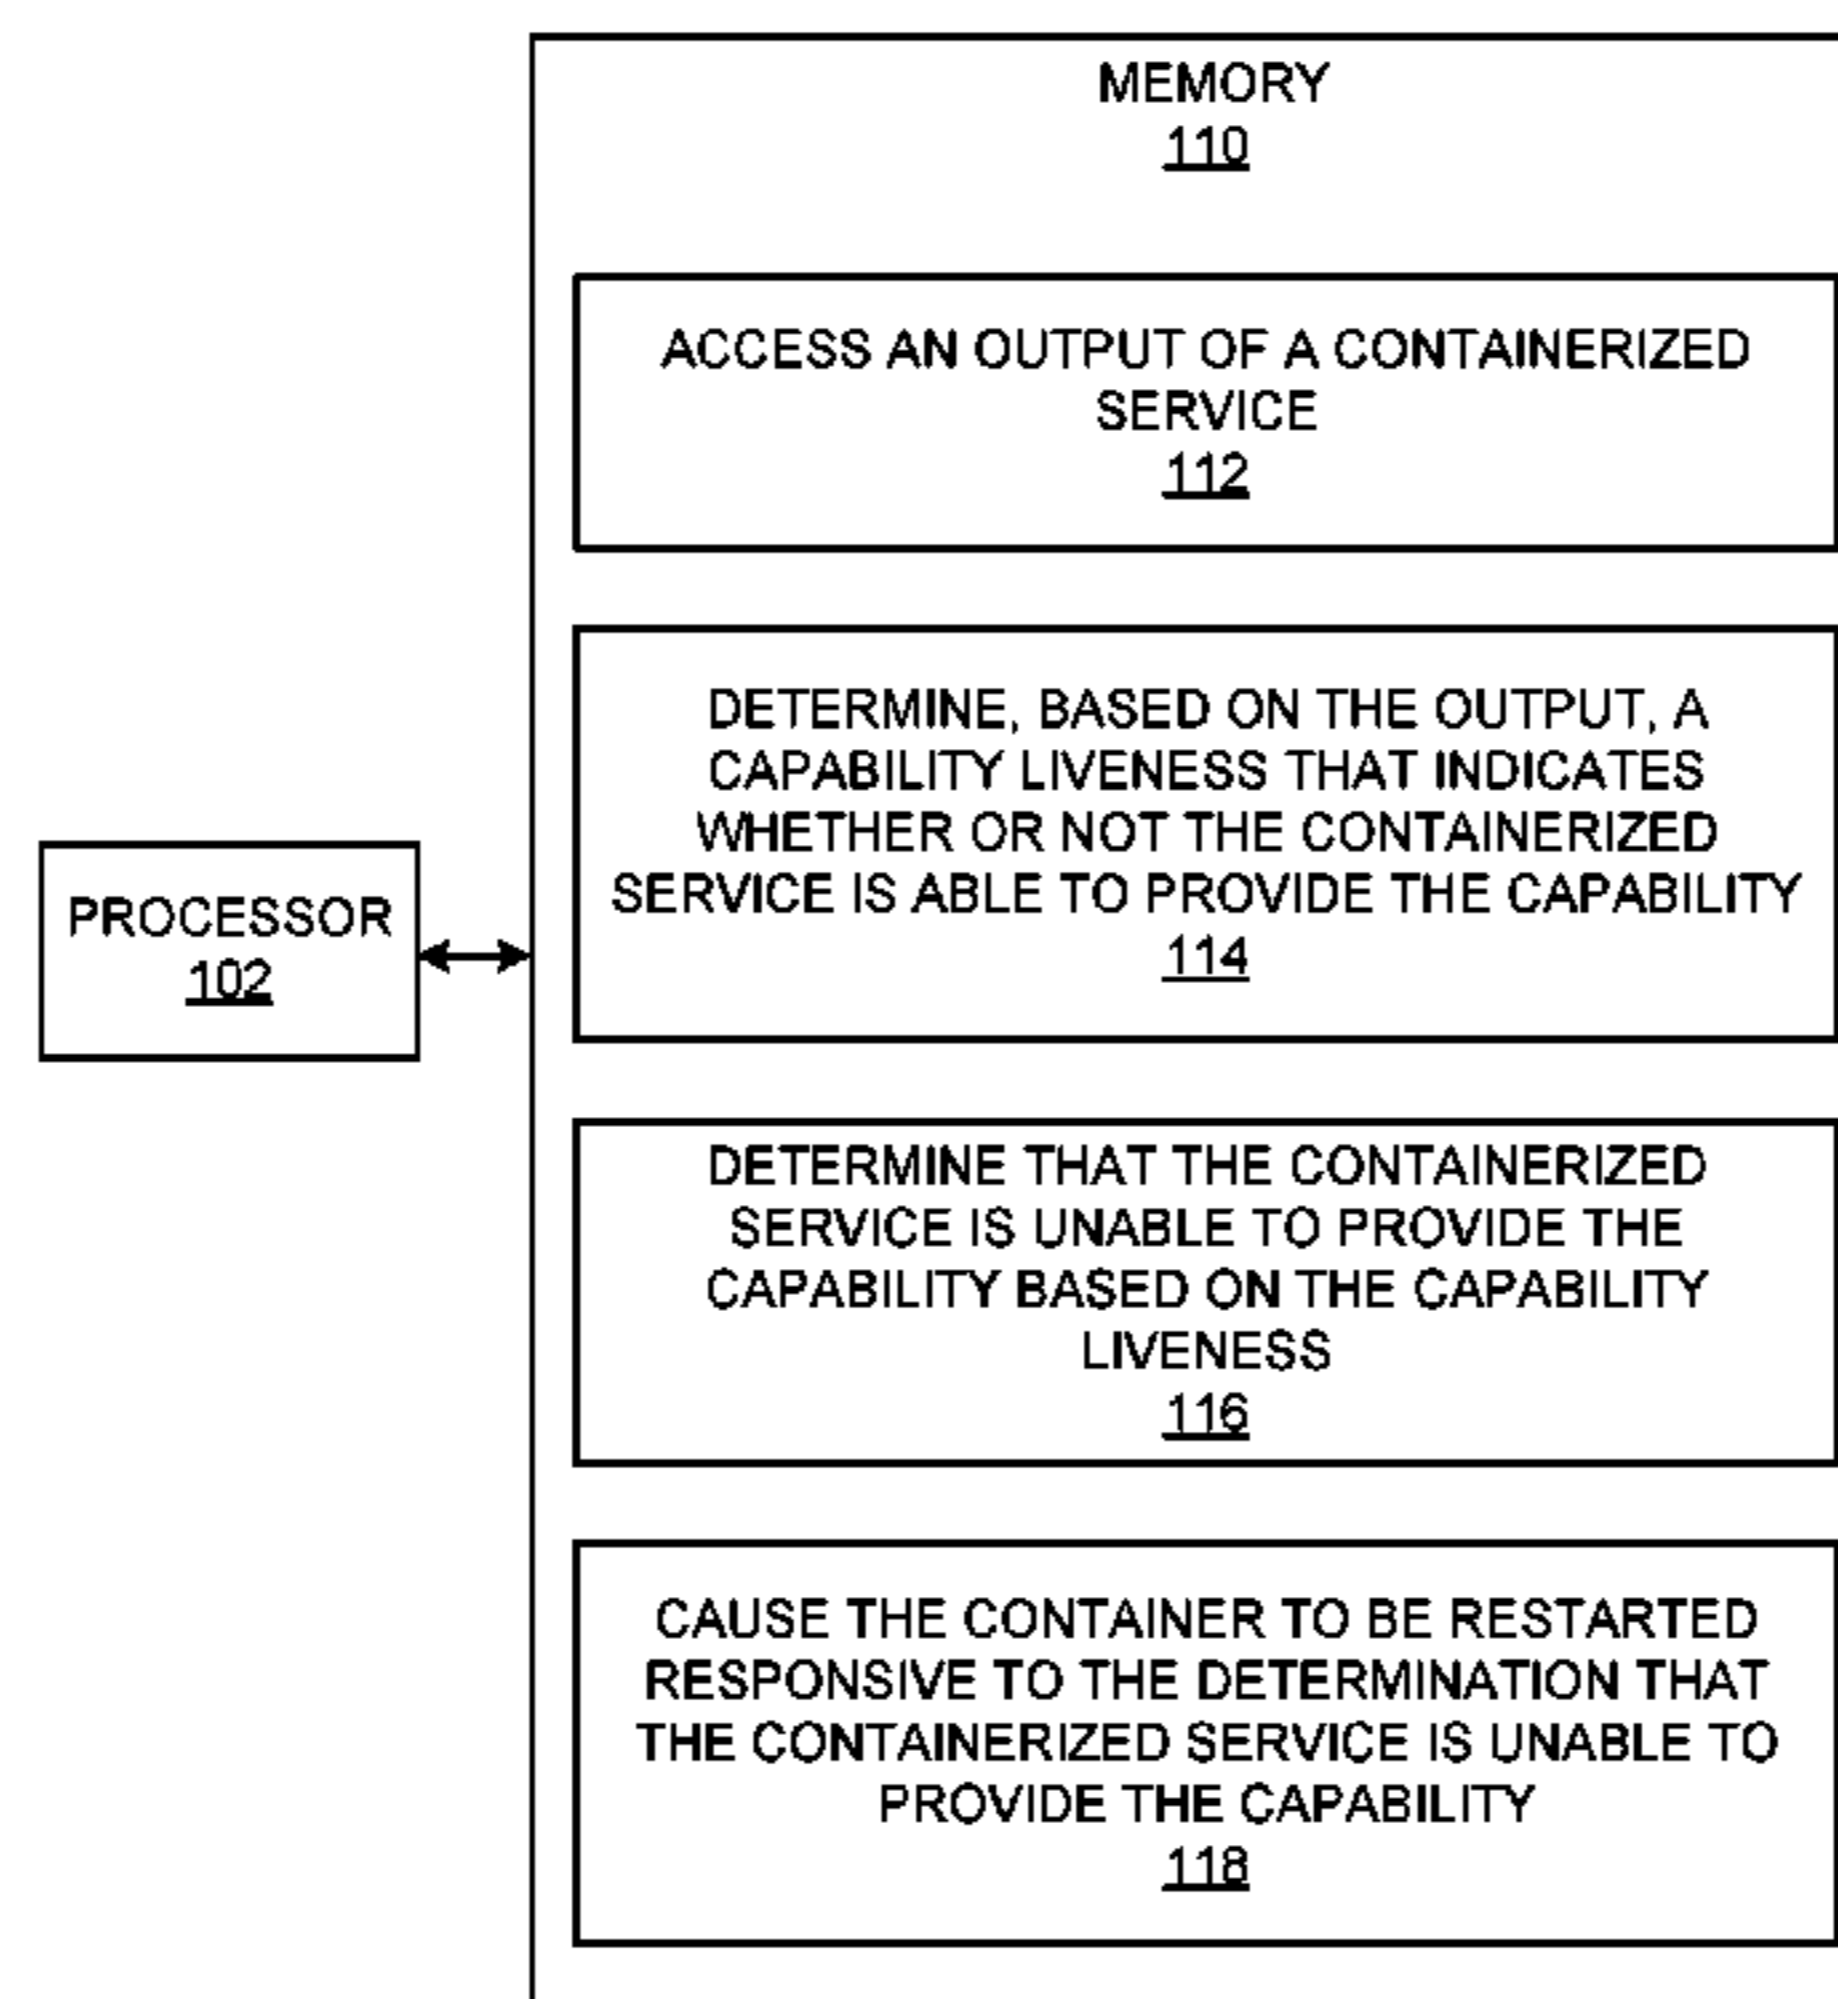 MEMORY
110
ACCESS AN OUTPUT OF A CONTAINERIZED
SERVICE
112
DETERMINE, BASED ON THE OUTPUT, A
CAPABILITY LIVENESS THAT INDICATES
WHETHER OR NOT THE CONTAINERIZED
SERVICE IS ABLE TO PROVIDE THE CAPABILITY
114
PROCESSOR
102
DETERMINE THAT THE CONTAINERIZED
SERVICE IS UNABLE TO PROVIDE THE
CAPABILITY BASED ON THE CAPABILITY
LIVENESS
116
CAUSE THE CONTAINER TO BE RESTARTED
RESPONSIVE TO THE DETERMINATION THAT
THE CONTAINERIZED SERVICE IS UNABLE TO
PROVIDE THE CAPABILITY
118